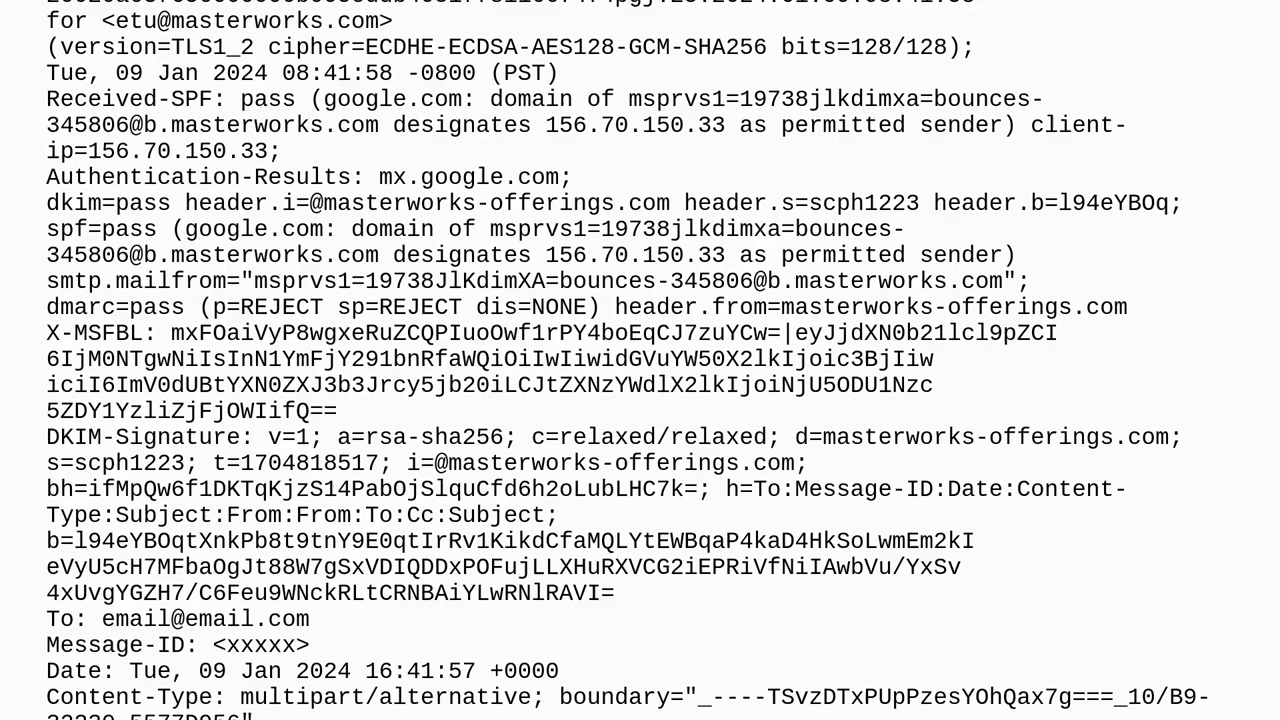 for <etu@masterworks.com>
(version=TLS1_2 cipher=ECDHE-ECDSA-AES128-GCM-SHA256 bits=128/128);
Tue, 09 Jan 2024 08:41:58 -0800 (PST)
Received-SPF: pass (google.com: domain of msprvs1=19738jlkdimxa=bounces-
345806@b.masterworks.com designates 156.70.150.33 as permitted sender) client-
ip=156.70.150.33;
Authentication-Results: mx.google.com;
dkim=pass header.i=@masterworks-offerings.com header.s=scph1223 header.b=l94eYBOq;
spf=pass (google.com: domain of msprvs1=19738jlkdimxa=bounces-
345806@b.masterworks.com designates 156.70.150.33 as permitted sender)
smtp.mailfrom="msprvs1=19738JlKdimXA=bounces-345806@b.masterworks.com";
dmarc=pass (p=REJECT sp=REJECT dis=NONE) header.from=masterworks-offerings.com
X-MSFBL: mxFOaiVyP8wgxeRuZCQPIuoOwf1rPY4boEqCJ7zuYCw=|eyJjdXN0b21lcl9pZCI
6IjM0NTgwNiIsInN1YmFjY291bnRfaWQiOiIwIiwidGVuYW50X2lkIjoic3BjIiw
iciI6ImV0dUBtYXN0ZXJ3b3Jrcy5jb20iLCJtZXNzYWdlX2lkIjoiNjU5ODU1Nzc
5ZDY1YzliZjFjOWIifQ==
DKIM-Signature: v=1; a=rsa-sha256; c=relaxed/relaxed; d=masterworks-offerings.com;
s=scph1223; t=1704818517; i=@masterworks-offerings.com;
bh=ifMpQw6f1DKTqKjzS14PabOjSlquCfd6h2oLubLHC7k=; h=To:Message-ID:Date:Content-
Type:Subject:From:From:To:Cc:Subject;
b=l94eYBOqtXnkPb8t9tnY9E0qtIrRv1KikdCfaMQLYtEWBqaP4kaD4HkSoLwmEm2kI
eVyU5cH7MFbaOgJt88W7gSxVDIQDDxPOFujLLXHuRXVCG2iEPRiVfNiIAwbVu/YxSv
4xUvgYGZH7/C6Feu9WNckRLtCRNBAiYLwRNlRAVI=
To: email@email.com
Message-ID: <xxxxx>
Date: Tue, 09 Jan 2024 16:41:57 +0000
Content-Type: multipart/alternative; boundary="_----TSvzDTxPUpPzesYOhQax7g===_10/B9-